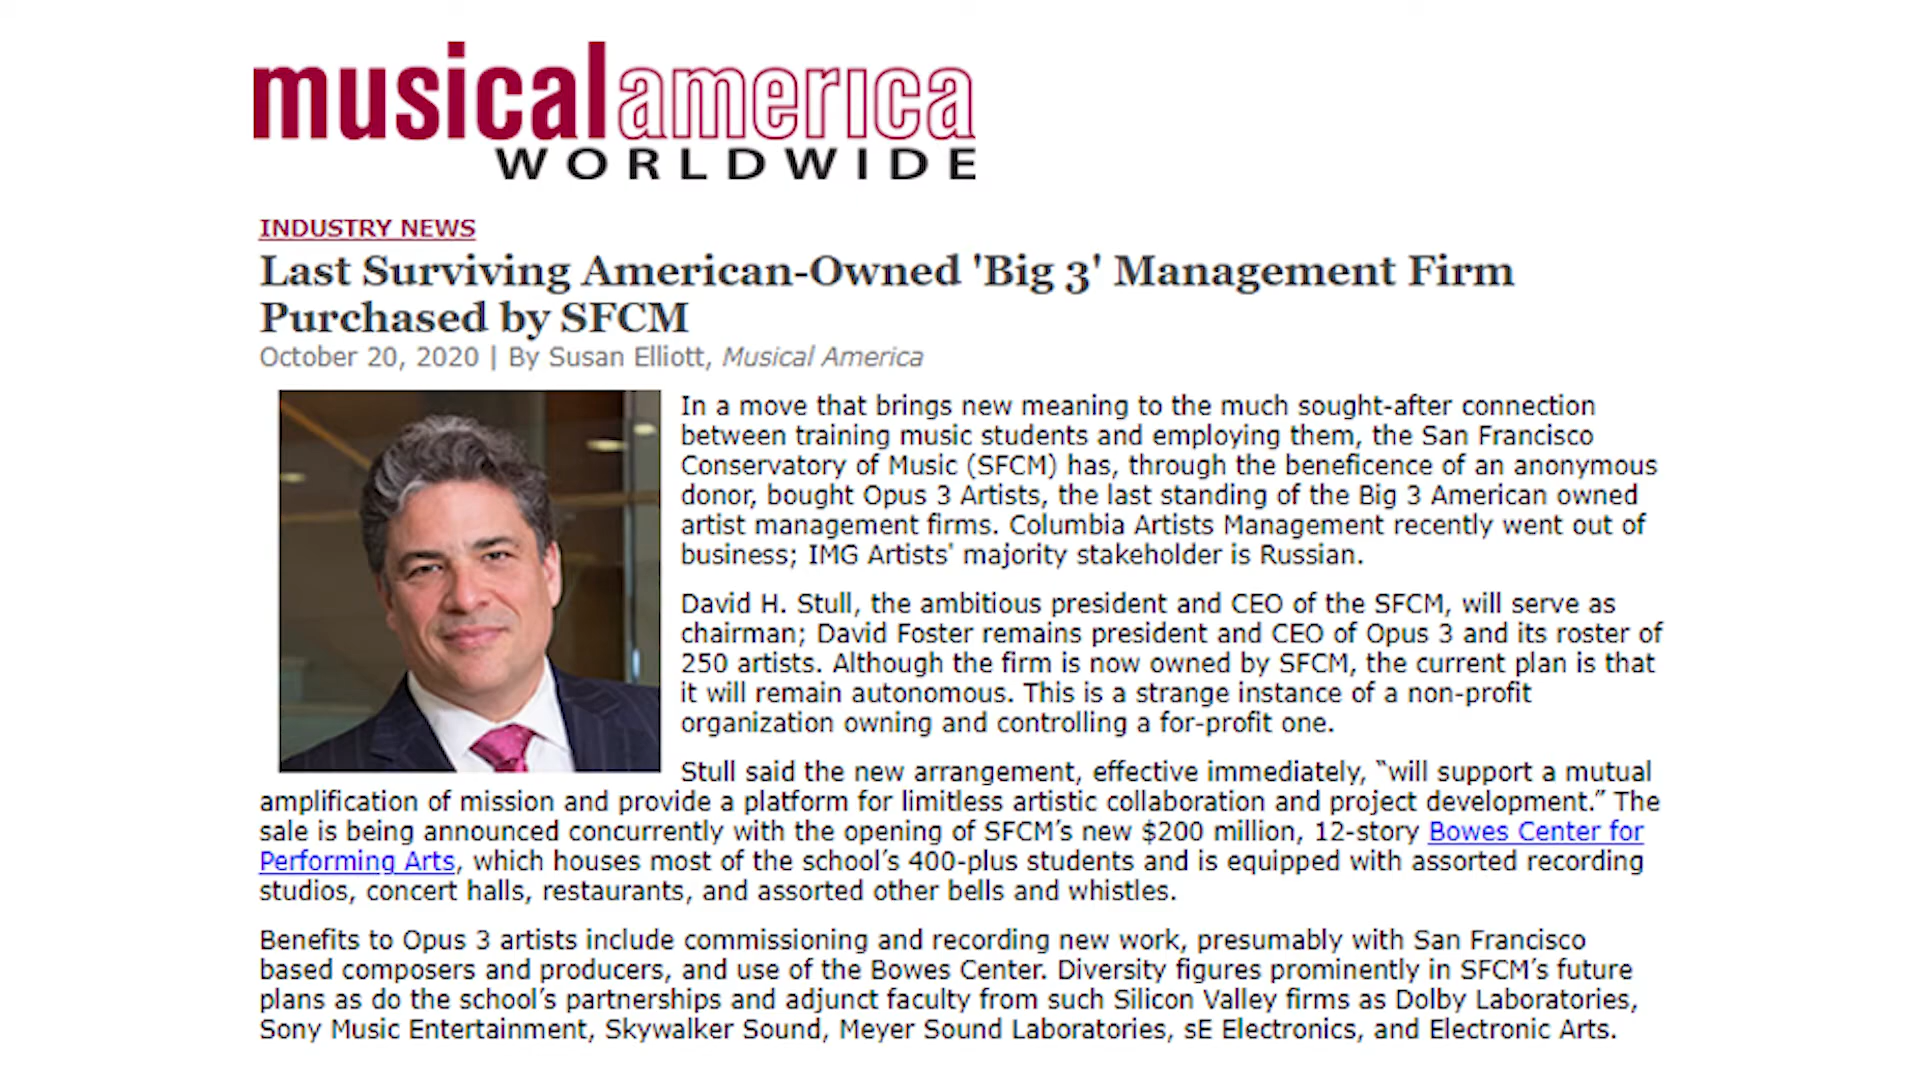 musicalamerica
WORLDWIDE
INDUSTRY NEWS
Last Surviving American-Owned 'Big 3' Management Firm
Purchased by SFCM
October 20, 2020 | By Susan Elliott, Musical America
In a move that brings new meaning to the much sought-after connection
between training music students and employing them, the San Francisco
Conservatory of Music (SFCM) has, through the beneficence of an anonymous
donor, bought Opus 3 Artists, the last standing of the Big 3 American owned
artist management firms. Columbia Artists Management recently went out of
business; IMG Artists' majority stakeholder is Russian.
David H. Stull, the ambitious president and CEO of the SFCM, will serve as
chairman; David Foster remains president and CEO of Opus 3 and its roster of
250 artists. Although the firm is now owned by SFCM, the current plan is that
it will remain autonomous. This is a strange instance of a non-profit
organization owning and controlling a for-profit one.
Stull said the new arrangement, effective immediately, “will support a mutual
amplification of mission and provide a platform for limitless artistic collaboration and project development.” The
sale is being announced concurrently with the opening of SFCM’s new $200 million, 12-story Bowes Center for
Performing Arts, which houses most of the school’s 400-plus students and is equipped with assorted recording
studios, concert halls, restaurants, and assorted other bells and whistles.
Benefits to Opus 3 artists include commissioning and recording new work, presumably with San Francisco
based composers and producers, and use of the Bowes Center. Diversity figures prominently in SFCM’s future
plans as do the school’s partnerships and adjunct faculty from such Silicon Valley firms as Dolby Laboratories,
Sony Music Entertainment, Skywalker Sound, Meyer Sound Laboratories, sE Electronics, and Electronic Arts.